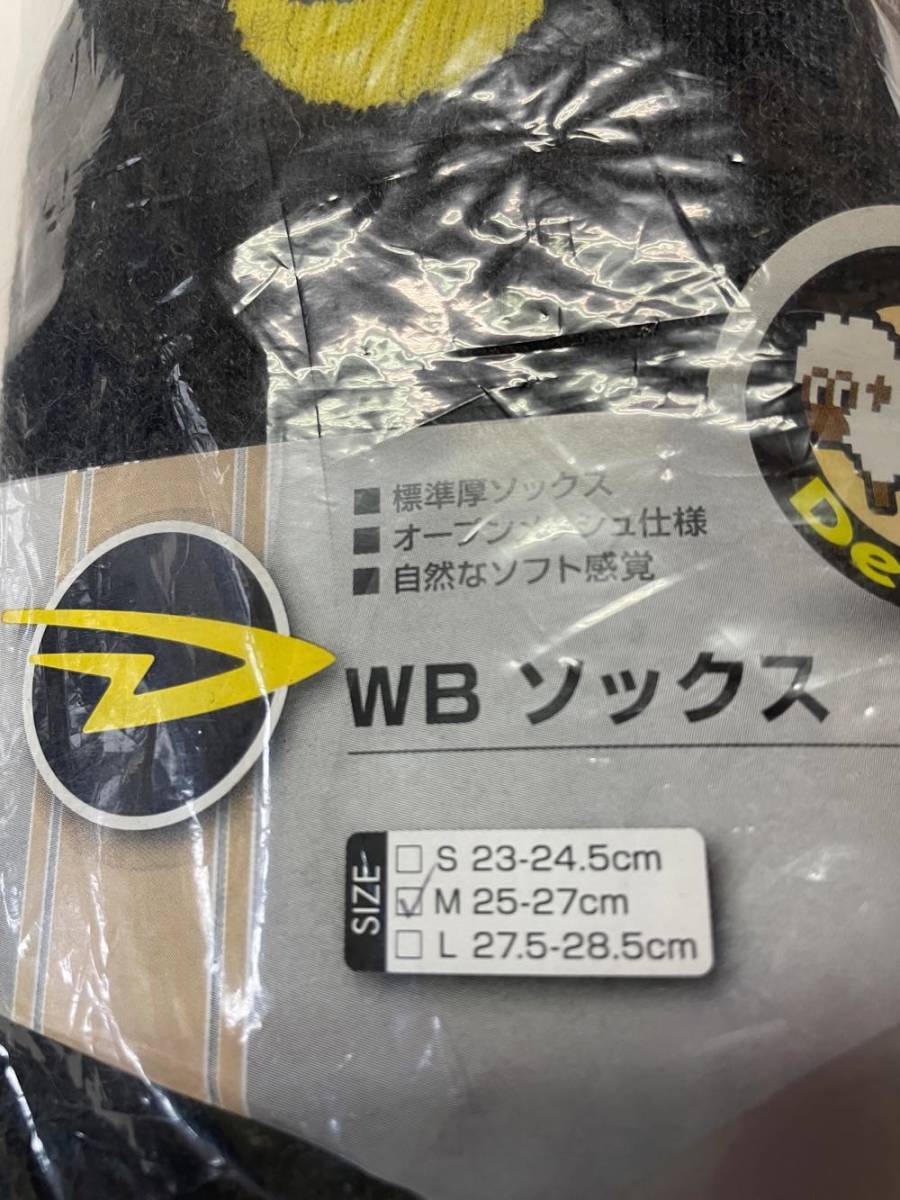 ■ 標準厚ソックス
■ オープンメッシュ仕様
■ 自然なソフト感覚
De
WB ソックス
SIZE
S 23-24.5cm
M 25-27cm
L 27.5-28.5cm